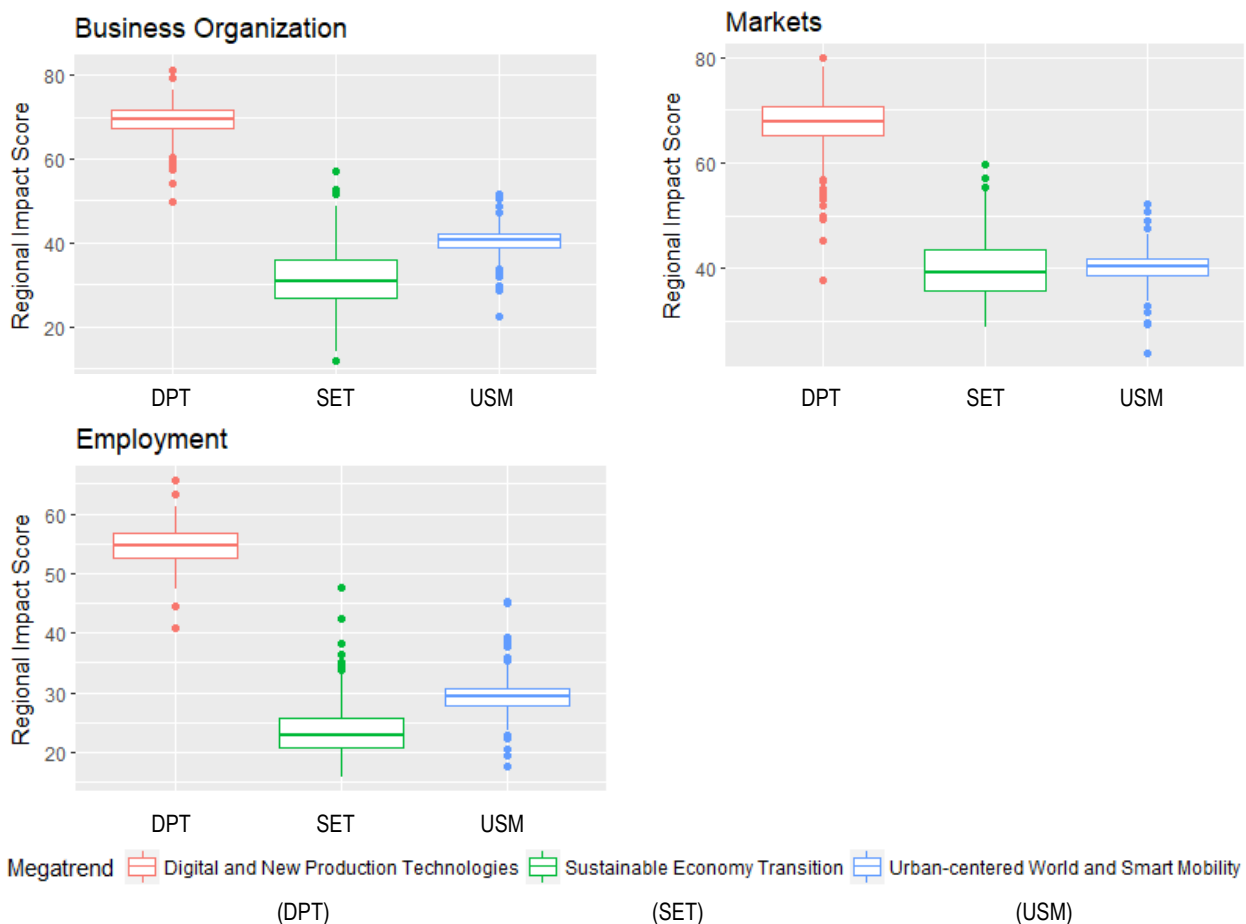 Business Organization
Regional Impact Score
80
60
40
20
DPT SET USM
Markets
Regional Impact Score
80
60
40
DPT SET USM
Employment
Regional Impact Score
60
50
40
30
20
DPT SET USM
Megatrend Digital and New Production Technologies Sustainable Economy Transition Urban-centered World and Smart Mobility
(DPT) (SET) (USM)